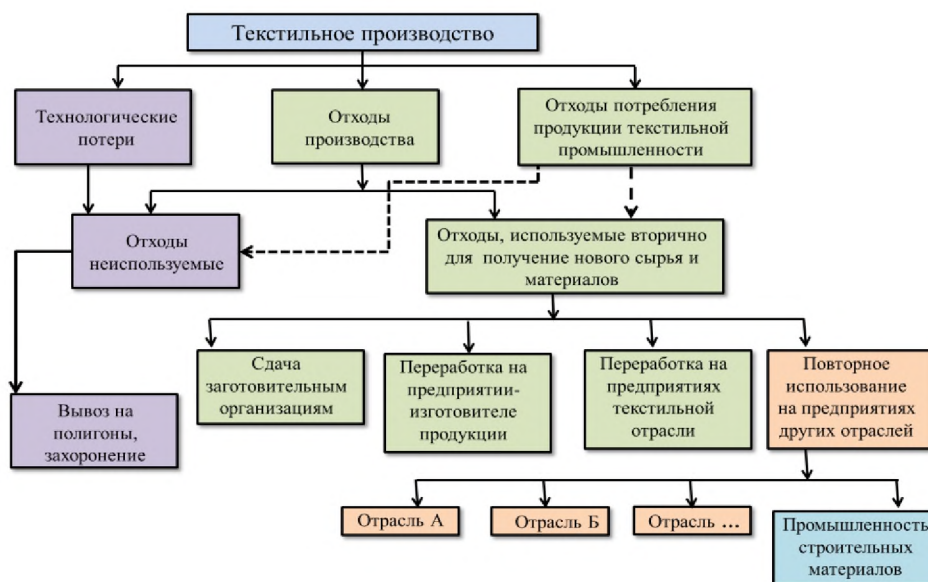 Текстильное производство
Технологические
потери
Отходы
производства
Отходы потребления
продукции текстильной
промышленности
Отходы
неиспользуемые
Отходы, используемые вторично
для получение нового сырья и
материалов
Вывоз на
полигоны,
захоронение
Сдача
заготовительным
организациям
Переработка на
предприятии-
изготовителе
продукции
Переработка на
предприятиях
текстильной
отрасли
Повторное
использование
на предприятиях
других отраслей
Отрасль А
Отрасль Б
Отрасль ...
Промышленность
строительных
материалов